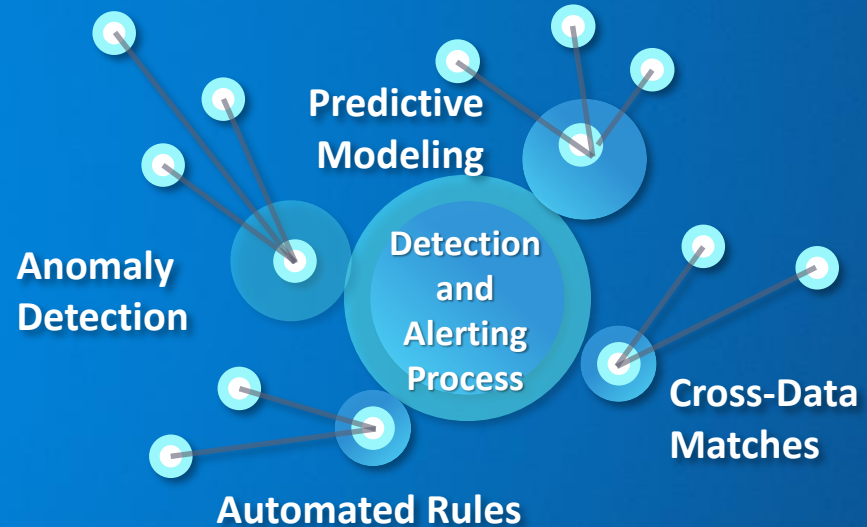 Predictive
Modeling
Detection
and
Alerting
Process
Anomaly
Detection
Cross-Data
Matches
Automated Rules